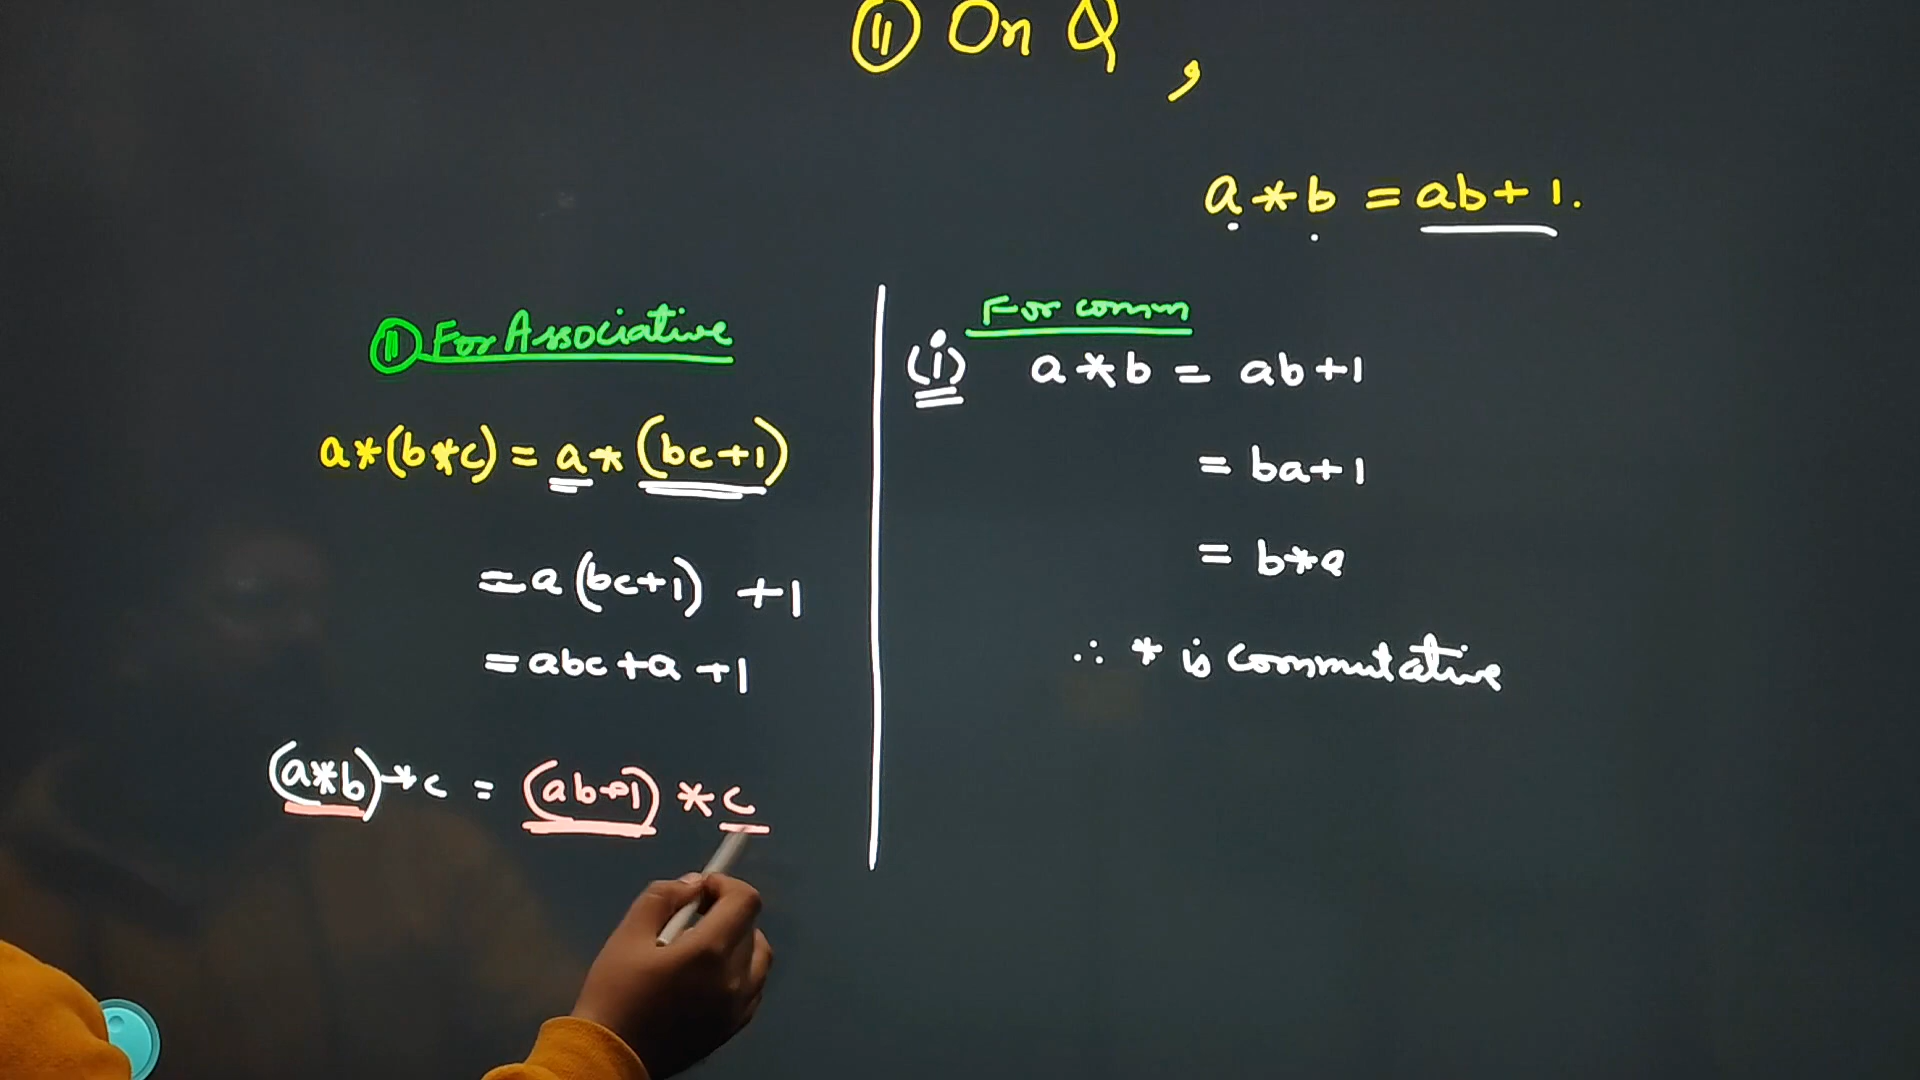 (ii) On Q,
a * b = ab + 1.
(ii) For Associative
a*(b*c) = a*(bc+1)
= a(bc+1) +1
= abc + a + 1
(a*b)*c = (ab+1) * c
For comm
(i) a * b = ab+1
= ba+1
= b*a
∴ * is commutative